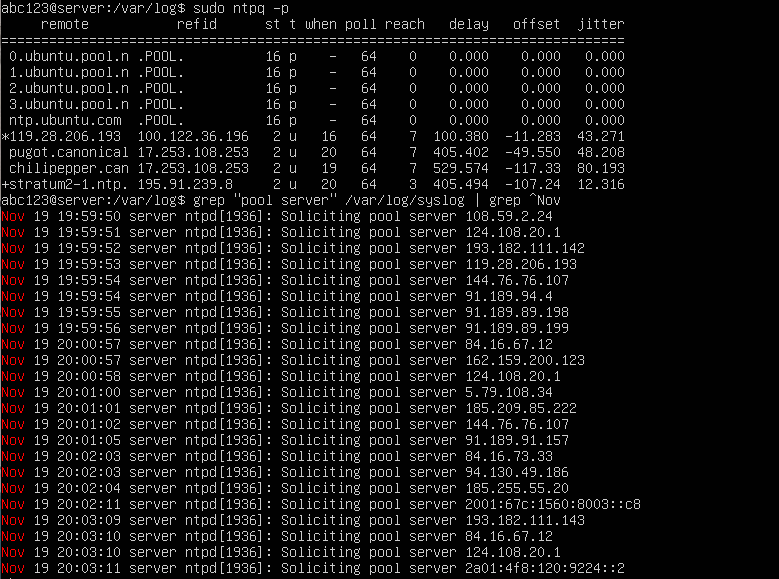 abc123@server:/var/log$ sudo ntpq -p
     remote           refid      st t when poll reach   delay   offset  jitter
==============================================================================
 0.ubuntu.pool.n .POOL.          16 p    -   64    0    0.000    0.000   0.000
 1.ubuntu.pool.n .POOL.          16 p    -   64    0    0.000    0.000   0.000
 2.ubuntu.pool.n .POOL.          16 p    -   64    0    0.000    0.000   0.000
 3.ubuntu.pool.n .POOL.          16 p    -   64    0    0.000    0.000   0.000
 ntp.ubuntu.com  .POOL.          16 p    -   64    0    0.000    0.000   0.000
*119.28.206.193  100.122.36.196   2 u   16   64    7  100.380  -11.283  43.271
 pugot.canonical 17.253.108.253   2 u   20   64    7  405.402  -49.550  48.208
 chilipepper.can 17.253.108.253   2 u   19   64    7  529.574  -117.33  80.193
+stratum2-1.ntp. 195.91.239.8     2 u   20   64    3  405.494  -107.24  12.316
abc123@server:/var/log$ grep "pool server" /var/log/syslog | grep ^Nov
Nov 19 19:59:50 server ntpd[1936]: Soliciting pool server 108.59.2.24
Nov 19 19:59:51 server ntpd[1936]: Soliciting pool server 124.108.20.1
Nov 19 19:59:52 server ntpd[1936]: Soliciting pool server 193.182.111.142
Nov 19 19:59:53 server ntpd[1936]: Soliciting pool server 119.28.206.193
Nov 19 19:59:54 server ntpd[1936]: Soliciting pool server 144.76.76.107
Nov 19 19:59:54 server ntpd[1936]: Soliciting pool server 91.189.94.4
Nov 19 19:59:55 server ntpd[1936]: Soliciting pool server 91.189.89.198
Nov 19 19:59:56 server ntpd[1936]: Soliciting pool server 91.189.89.199
Nov 19 20:00:57 server ntpd[1936]: Soliciting pool server 84.16.67.12
Nov 19 20:00:57 server ntpd[1936]: Soliciting pool server 162.159.200.123
Nov 19 20:00:58 server ntpd[1936]: Soliciting pool server 124.108.20.1
Nov 19 20:01:00 server ntpd[1936]: Soliciting pool server 5.79.108.34
Nov 19 20:01:01 server ntpd[1936]: Soliciting pool server 185.209.85.222
Nov 19 20:01:02 server ntpd[1936]: Soliciting pool server 144.76.76.107
Nov 19 20:01:05 server ntpd[1936]: Soliciting pool server 91.189.91.157
Nov 19 20:02:03 server ntpd[1936]: Soliciting pool server 84.16.73.33
Nov 19 20:02:03 server ntpd[1936]: Soliciting pool server 94.130.49.186
Nov 19 20:02:04 server ntpd[1936]: Soliciting pool server 185.255.55.20
Nov 19 20:02:11 server ntpd[1936]: Soliciting pool server 2001:67c:1560:8003::c8
Nov 19 20:03:09 server ntpd[1936]: Soliciting pool server 193.182.111.143
Nov 19 20:03:10 server ntpd[1936]: Soliciting pool server 84.16.67.12
Nov 19 20:03:10 server ntpd[1936]: Soliciting pool server 124.108.20.1
Nov 19 20:03:11 server ntpd[1936]: Soliciting pool server 2a01:4f8:120:9224::2